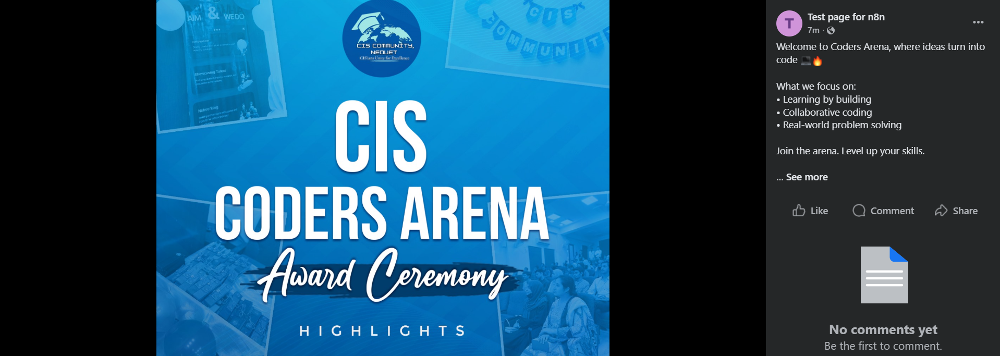 AIM & WEDO
Innovation
Showcasing Talent
Networking
CIS COMMUNITY,
NEDUET
CIS'ians Unite for Excellence
CIS
COMMUNIT
CIS
CODERS ARENA
Award Ceremony
HIGHLIGHTS
T
Test page for n8n
7m ·
Welcome to Coders Arena, where ideas turn into
code 💻🔥
What we focus on:
• Learning by building
• Collaborative coding
• Real-world problem solving
Join the arena. Level up your skills.
... See more
Like
Comment
Share
No comments yet
Be the first to comment.